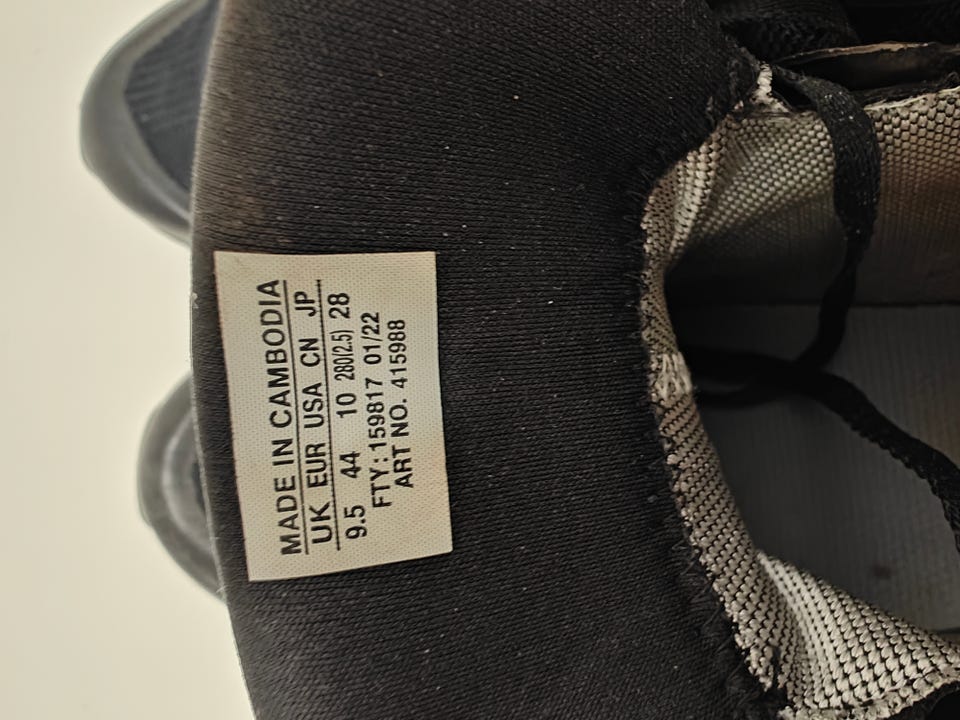 MADE IN CAMBODIA
UK EUR USA CN JP
9.5 44 10 280(2.5) 28
FTY: 159817 01/22
ART NO. 415988